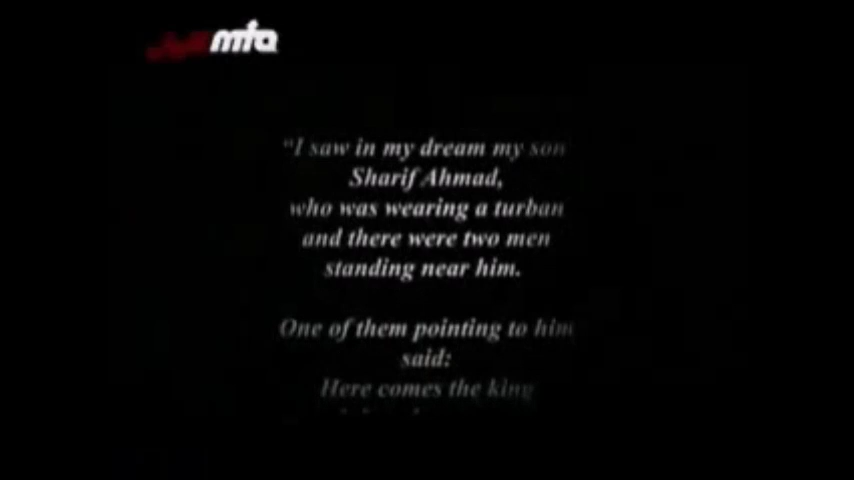 mta
"I saw in my dream my son
Sharif Ahmad,
who was wearing a turban
and there were two men
standing near him.
One of them pointing to him
said:
Here comes the king